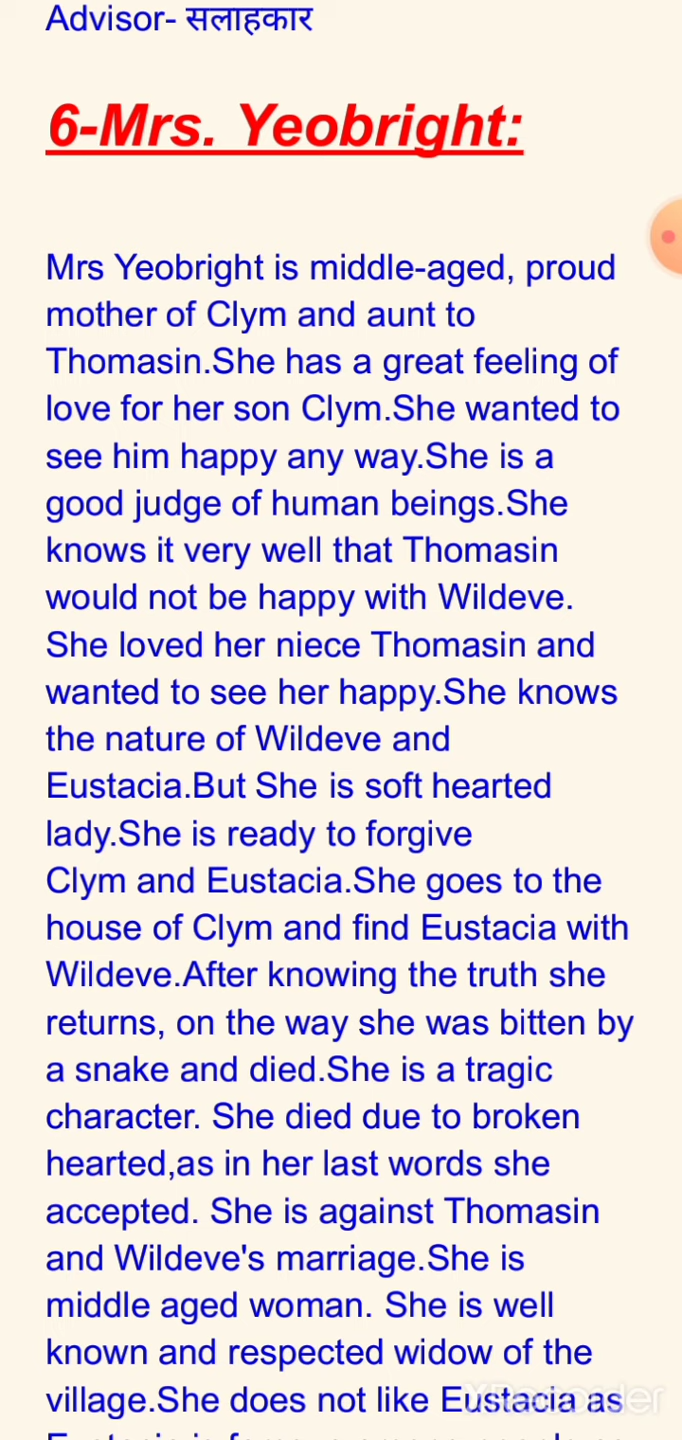 Advisor- सलाहकार
6-Mrs. Yeobright:
Mrs Yeobright is middle-aged, proud
mother of Clym and aunt to
Thomasin.She has a great feeling of
love for her son Clym.She wanted to
see him happy any way.She is a
good judge of human beings.She
knows it very well that Thomasin
would not be happy with Wildeve.
She loved her niece Thomasin and
wanted to see her happy.She knows
the nature of Wildeve and
Eustacia.But She is soft hearted
lady.She is ready to forgive
Clym and Eustacia.She goes to the
house of Clym and find Eustacia with
Wildeve.After knowing the truth she
returns, on the way she was bitten by
a snake and died.She is a tragic
character. She died due to broken
hearted,as in her last words she
accepted. She is against Thomasin
and Wildeve's marriage.She is
middle aged woman. She is well
known and respected widow of the
village.She does not like Eustacia as
XRecorder